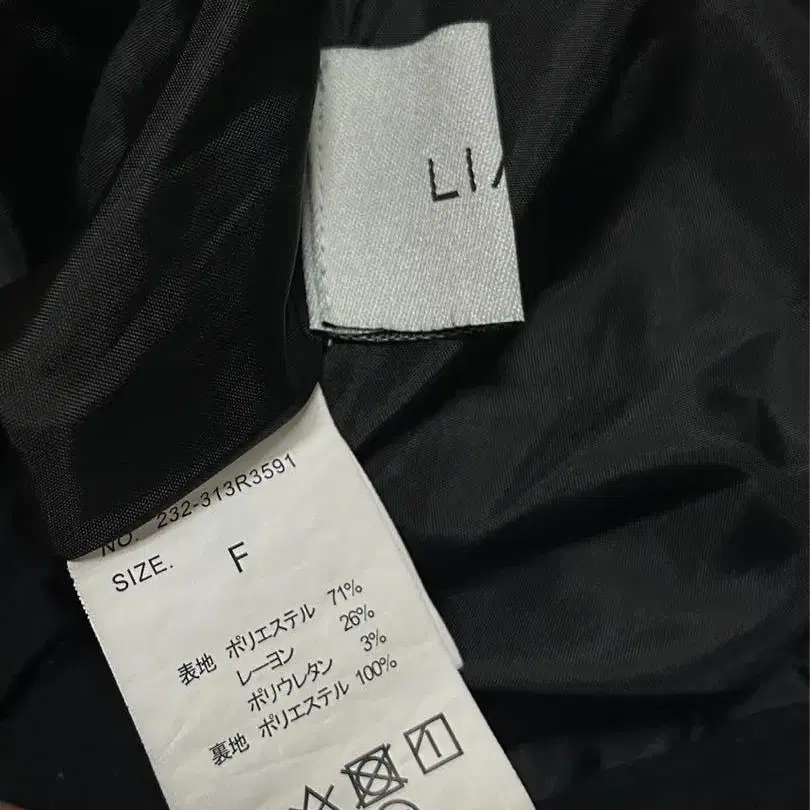 LI
NO. 232-313R3591
SIZE. F
表地 ポリエステル 71%
レーヨン 26%
ポリウレタン 3%
裏地 ポリエステル 100%